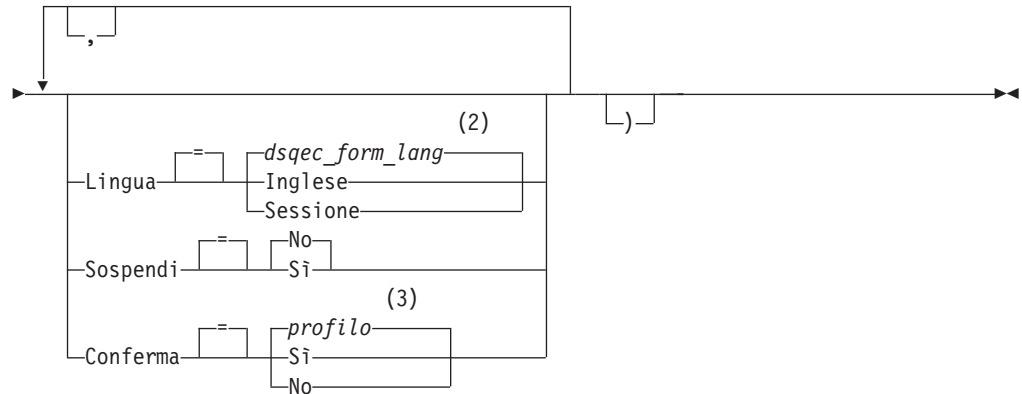 ,
(2)
= dsqec_form_lang
Lingua Inglese
Sessione
= No
Sospendi Sì
(3)
= profilo
Conferma Sì
No
)